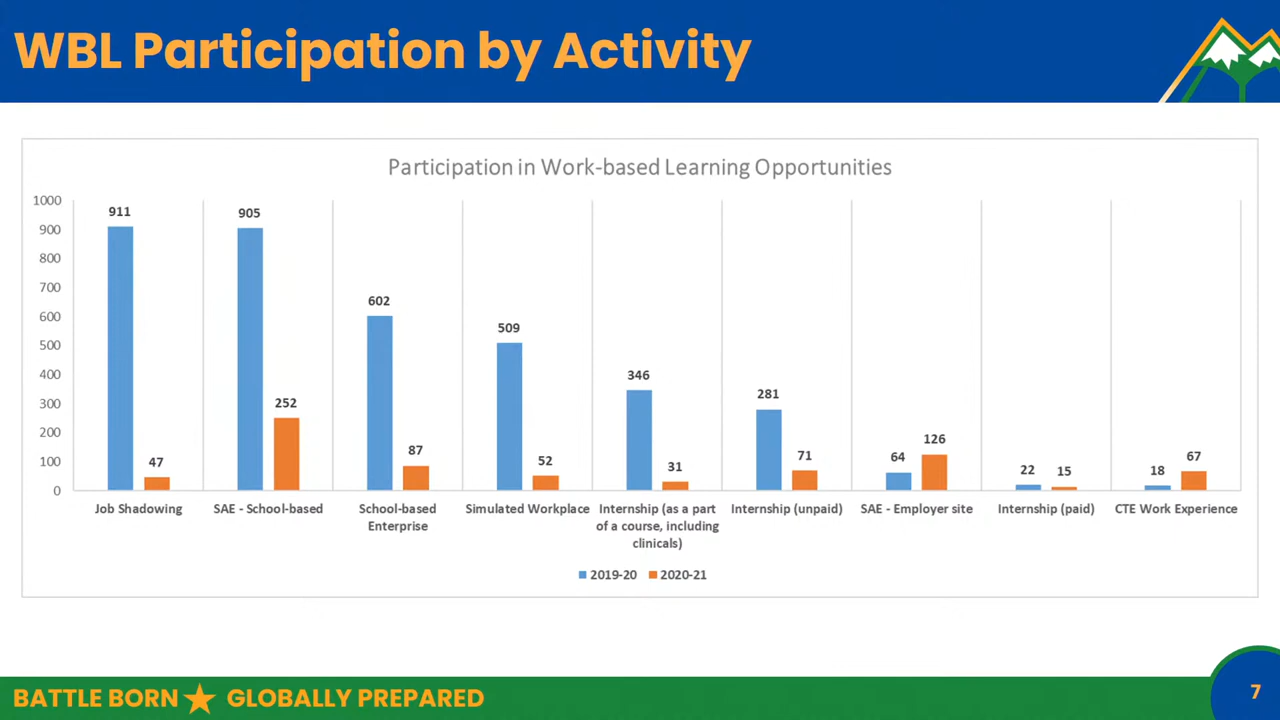 WBL Participation by Activity
Participation in Work-based Learning Opportunities
1000
900
800
700
600
500
400
300
200
100
0
911
47
905
252
602
87
509
52
346
31
281
71
64
126
22
15
18
67
Job Shadowing
SAE - School-based
School-based
Enterprise
Simulated Workplace
Internship (as a part
of a course, including
clinicals)
Internship (unpaid)
SAE - Employer site
Internship (paid)
CTE Work Experience
2019-20
2020-21
BATTLE BORN GLOBALLY PREPARED
7